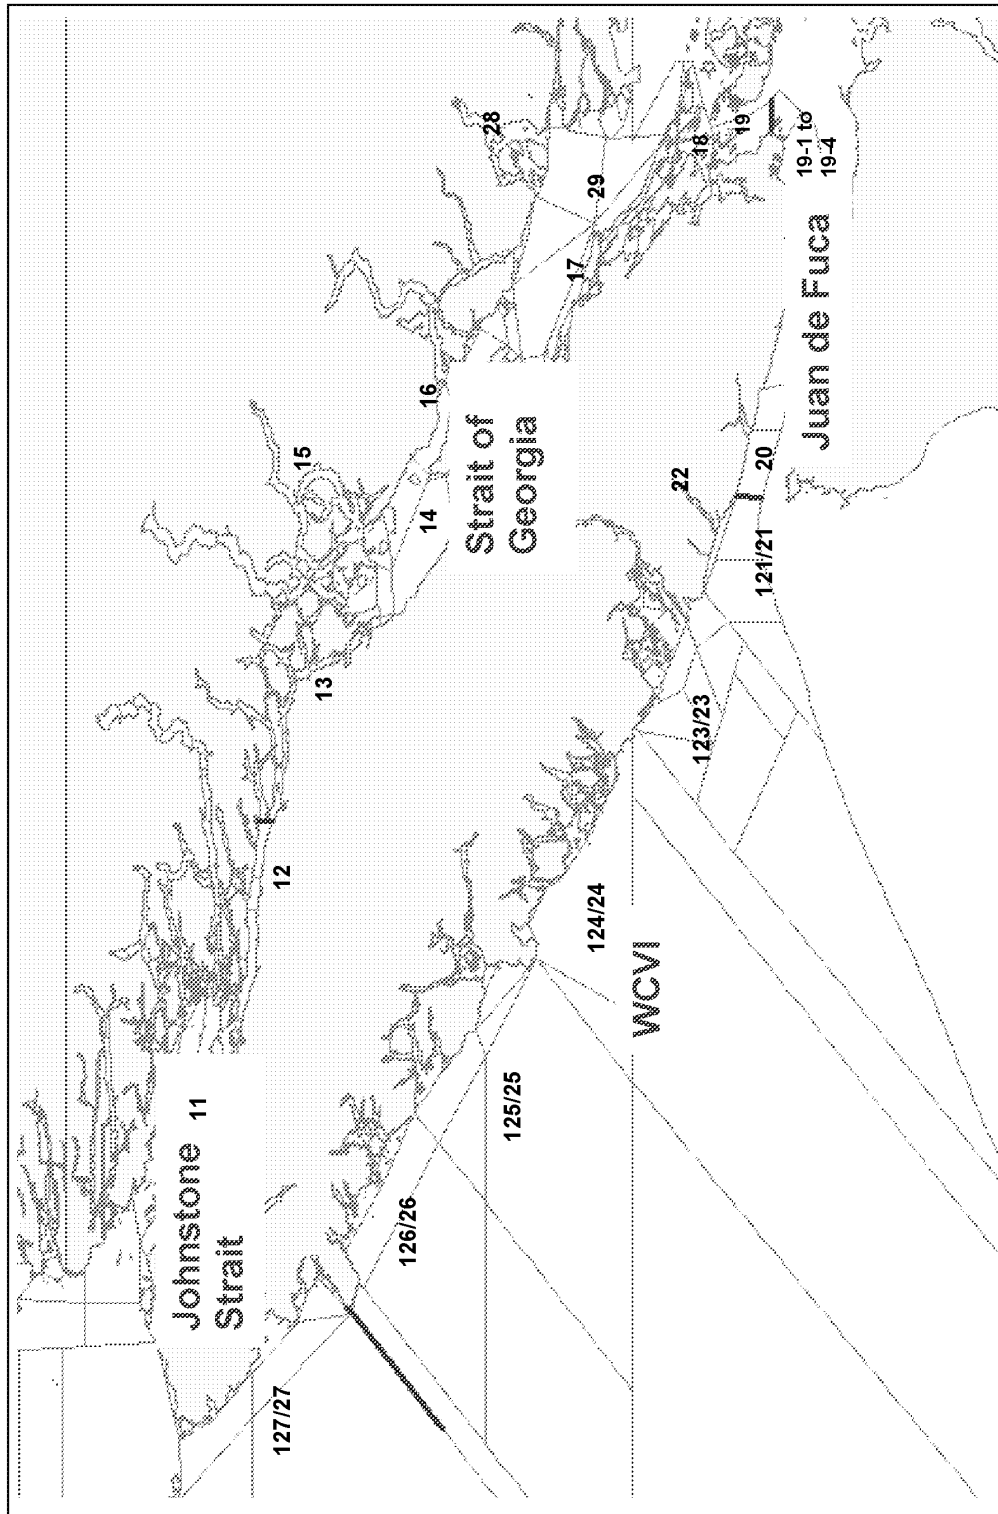 Johnstone
Strait
11
12
13
14
15
16
Strait of
Georgia
17
28
29
18
19
19-1 to
19-4
Juan de Fuca
20
22
121/21
123/23
124/24
WCVI
125/25
126/26
127/27